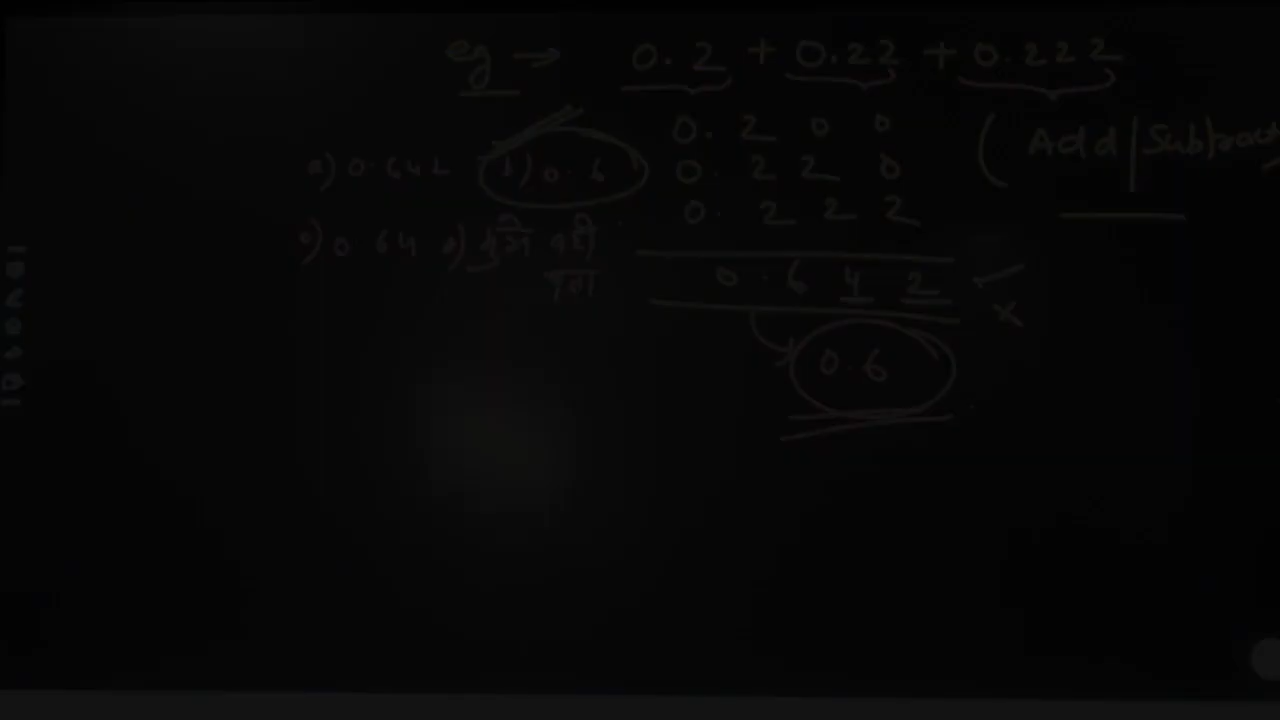 eg → 0.2 + 0.22 + 0.222
0. 2 0 0
( Add | Subtract
a) 0.642 b) 0.6
0. 2 2 0
0. 2 2 2
c) 0.64 d)
0.6 4 2 ✓
x
0.6